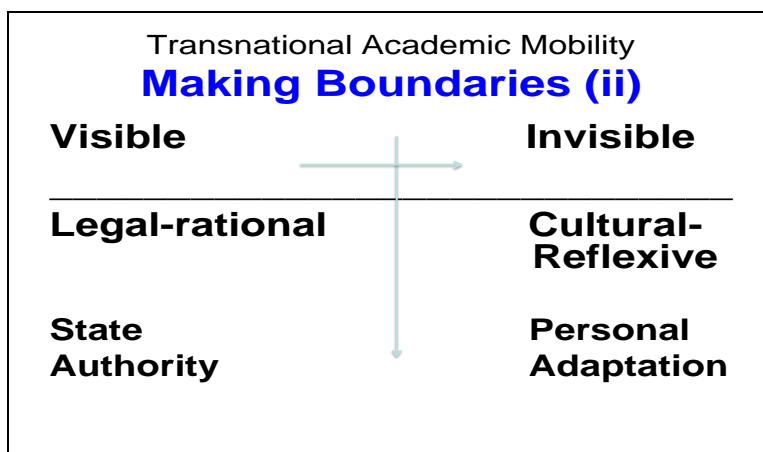 Transnational Academic Mobility
Making Boundaries (ii)
Visible Invisible
Legal-rational Cultural-
Reflexive
State Personal
Authority Adaptation